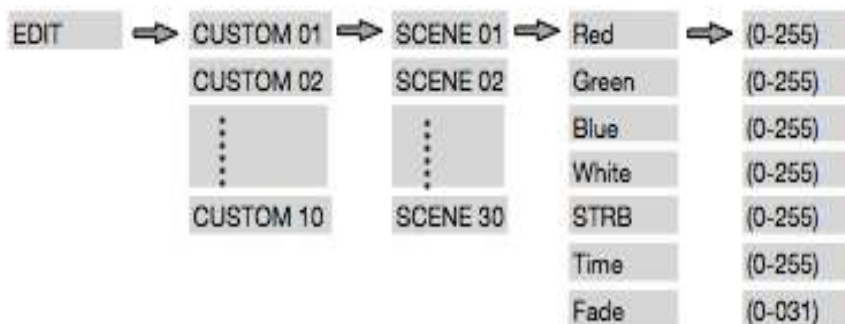 EDIT CUSTOM 01 SCENE 01 Red (0-255)
CUSTOM 02 SCENE 02 Green (0-255)
Blue (0-255)
White (0-255)
CUSTOM 10 SCENE 30 STRB (0-255)
Time (0-255)
Fade (0-031)